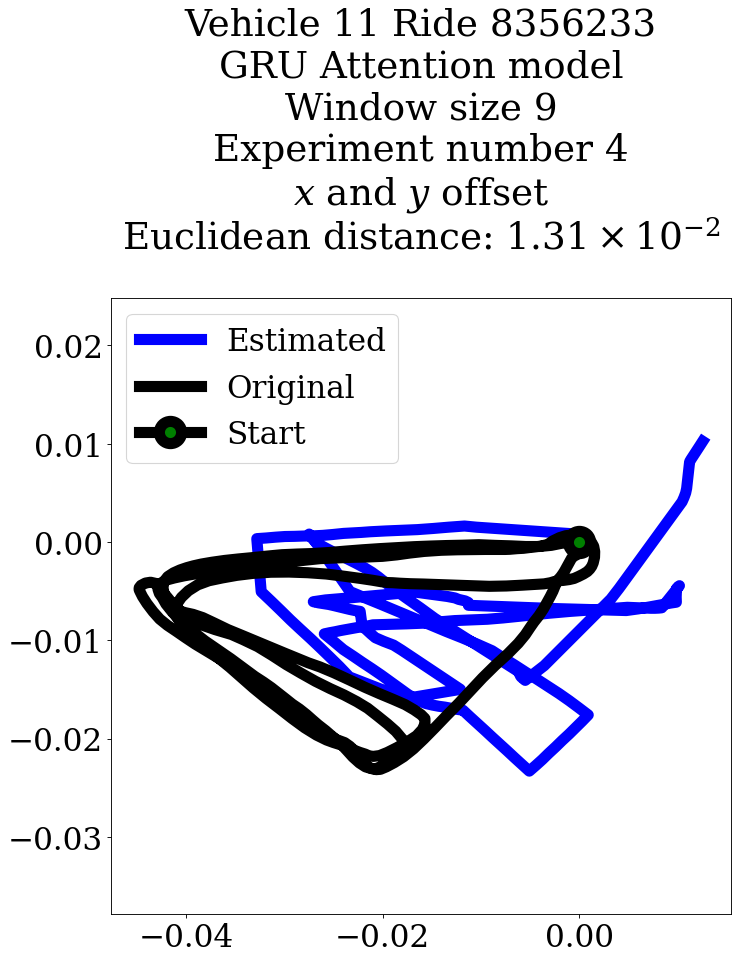 Vehicle 11 Ride 8356233
GRU Attention model
Window size 9
Experiment number 4
x and y offset
Euclidean distance: 1.31 × 10⁻²
Estimated
Original
Start
0.02
0.01
0.00
−0.01
−0.02
−0.03
−0.04
−0.02
0.00